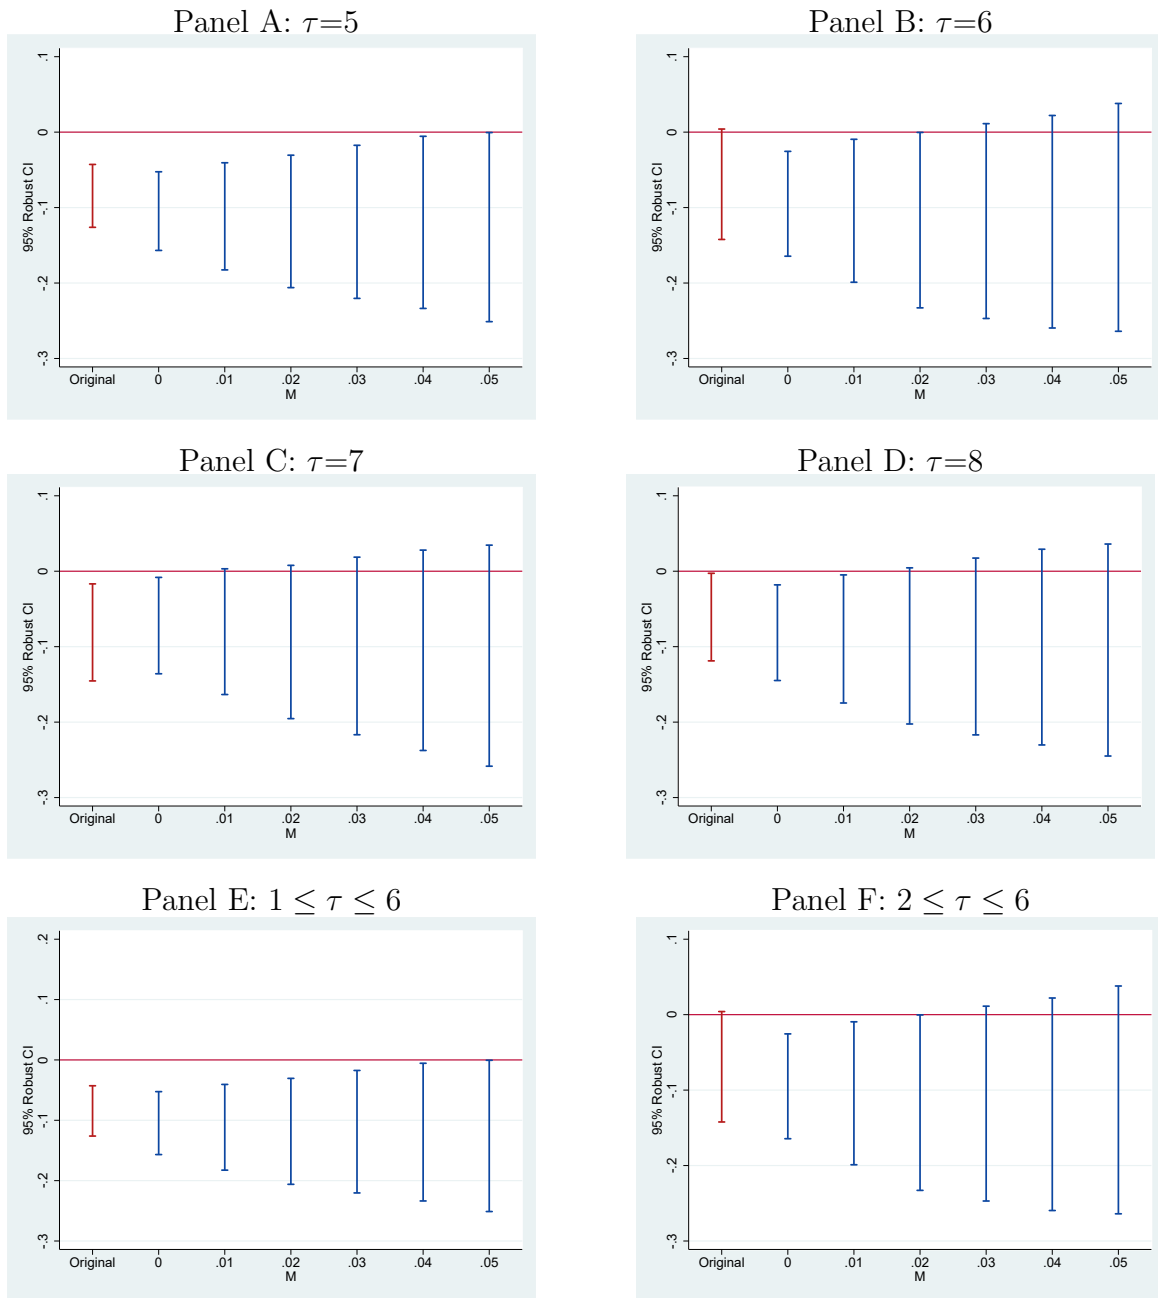 Panel A: τ=5
Panel B: τ=6
95% Robust CI
.1
0
-.1
-.2
-.3
Original 0 .01 .02 .03 .04 .05
M
95% Robust CI
.1
0
-.1
-.2
-.3
Original 0 .01 .02 .03 .04 .05
M
Panel C: τ=7
Panel D: τ=8
95% Robust CI
.1
0
-.1
-.2
-.3
Original 0 .01 .02 .03 .04 .05
M
95% Robust CI
.1
0
-.1
-.2
-.3
Original 0 .01 .02 .03 .04 .05
M
Panel E: 1 ≤ τ ≤ 6
Panel F: 2 ≤ τ ≤ 6
95% Robust CI
.2
.1
0
-.1
-.2
-.3
Original 0 .01 .02 .03 .04 .05
M
95% Robust CI
.1
0
-.1
-.2
-.3
Original 0 .01 .02 .03 .04 .05
M